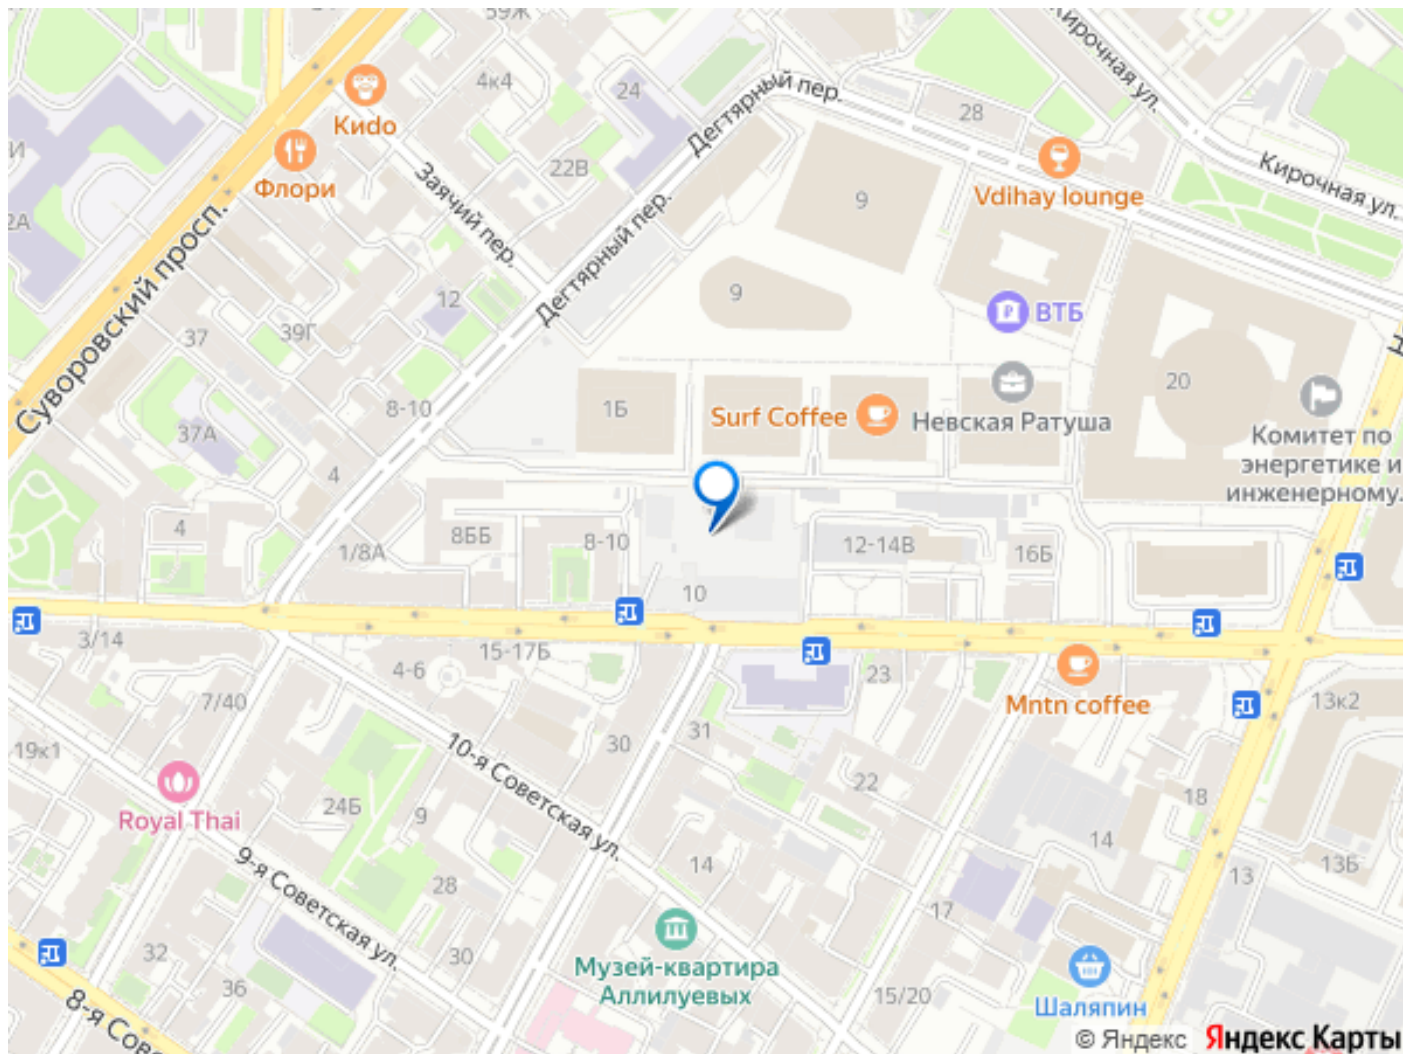 59Ж
4к4
24
Дегтярный пер.
Кирочная ул.
28
Кидо
Флори
22В
Заячий пер.
Vdihay lounge
Кирочная ул.
2А
9
Дегтярный пер.
Суворовский просп.
12
9
ВТБ
39Г
37
8-10
1Б
Surf Coffee
Невская Ратуша
20
Комитет по
энергетике и
инженерному.
37А
4
4
1/8А
8ББ
8-10
12-14В
16Б
10
3/14
15-17Б
4-6
23
Mntn coffee
13к2
7/40
19к1
30
31
10-я Советская ул.
22
18
Royal Thai
24Б
9
14
14
13Б
9-я Советская ул.
28
13
17
32
30
36
Музей-квартира
Аллилуевых
15/20
Шаляпин
8-я Сов
© Яндекс Яндекс Карты